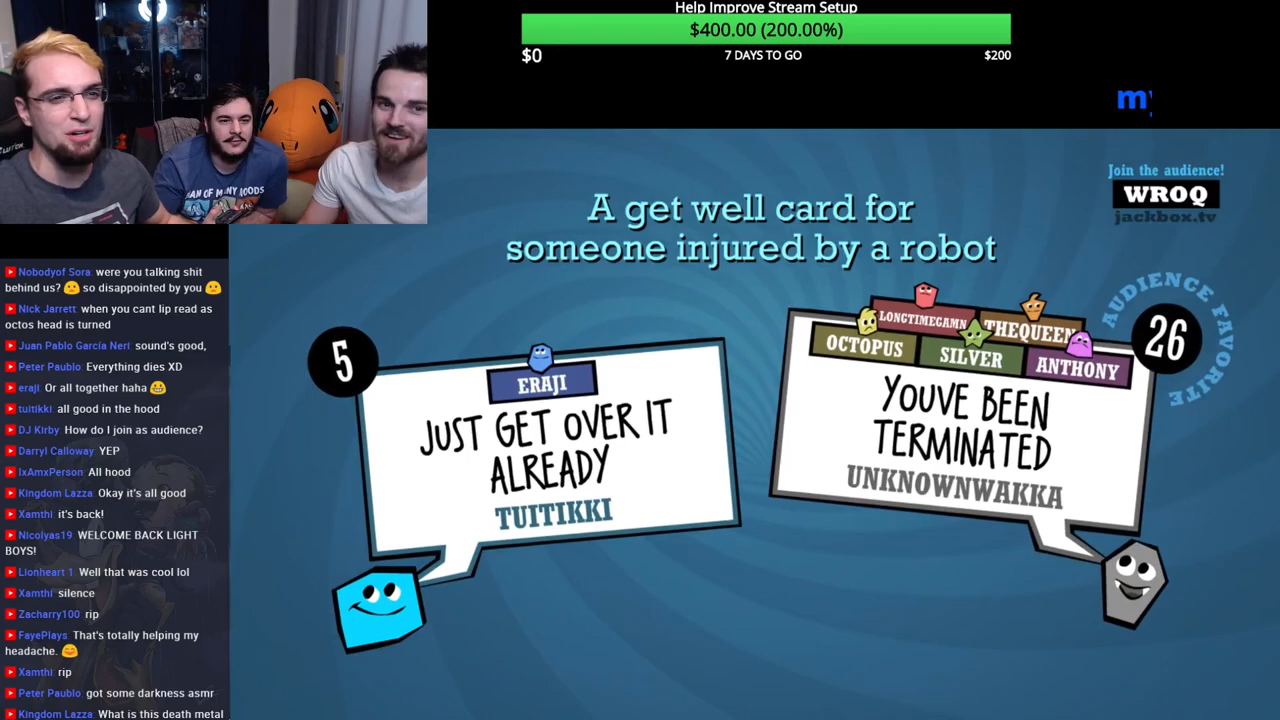 Help Improve Stream Setup
$400.00 (200.00%)
$0
7 DAYS TO GO
$200
my
MAN OF MANY MOODS
Join the audience!
WROQ
jackbox.tv
A get well card for
someone injured by a robot
AUDIENCE FAVORITE
5
ERAJI
JUST GET OVER IT
ALREADY
TUITIKKI
26
LONGTIMEGAMN
THEQUEEN
OCTOPUS
SILVER
ANTHONY
YOUVE BEEN
TERMINATED
UNKNOWNWAKKA
Nobodyof Sora: were you talking shit
behind us? 🙁 so disappointed by you 🙁
Nick Jarrett: when you cant lip read as
octos head is turned
Juan Pablo García Neri: sound's good,
Peter Paublo: Everything dies XD
eraji: Or all together haha 😀
tuitikki: all good in the hood
DJ Kirby: How do I join as audience?
Darryl Calloway: YEP
IxAmxPerson: All hood
Kingdom Lazza: Okay it's all good
Xamthi: it's back!
Nicolyas19: WELCOME BACK LIGHT
BOYS!
Lionheart 1: Well that was cool lol
Xamthi: silence
Zacharry100: rip
FayePlays: That's totally helping my
headache. 😊
Xamthi: rip
Peter Paublo: got some darkness asmr
Kingdom Lazza: What is this death metal